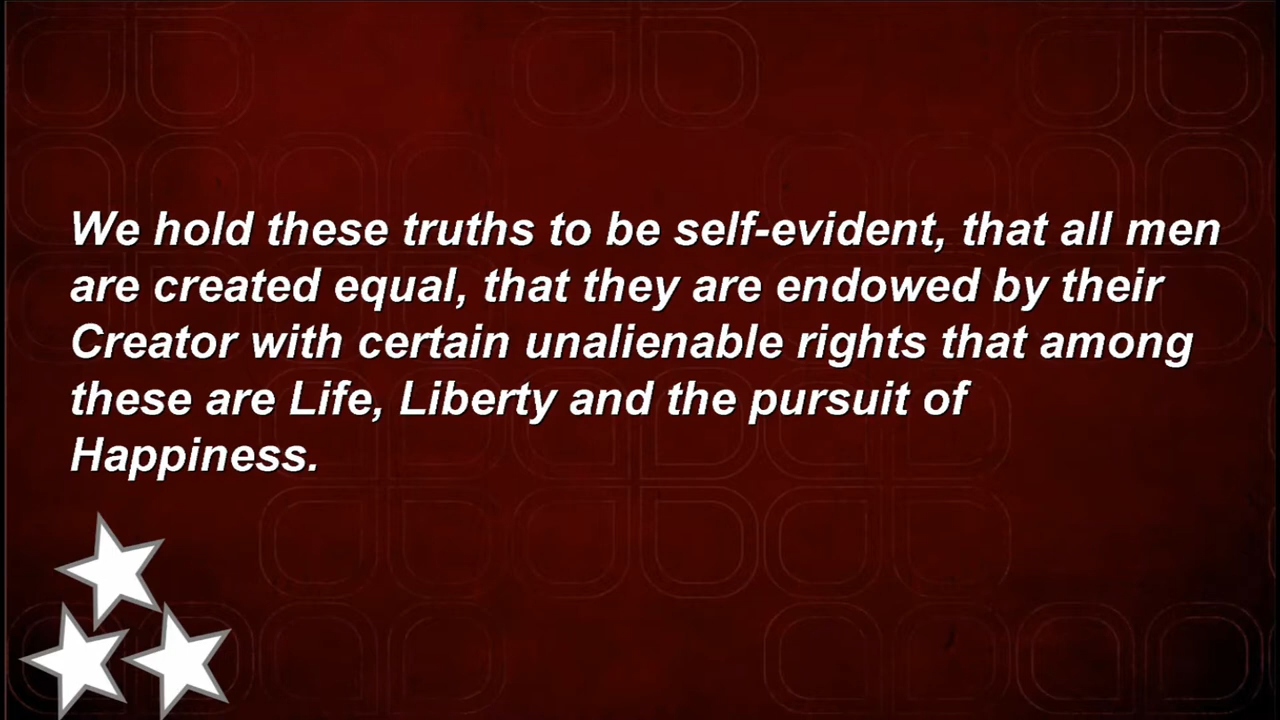 We hold these truths to be self-evident, that all men
are created equal, that they are endowed by their
Creator with certain unalienable rights that among
these are Life, Liberty and the pursuit of
Happiness.